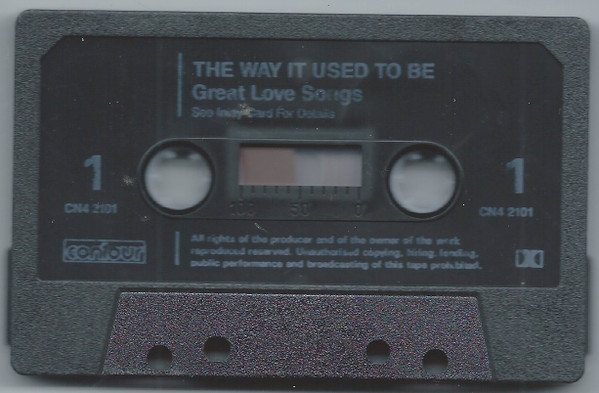 THE WAY IT USED TO BE
Great Love Songs
See Inlay Card For Details
1
1
CN4 2101
CN4 2101
100 50 0
contour
All rights of the producer and of the owner of the work
reproduced reserved. Unauthorised copying, hiring, lending,
public performance and broadcasting of this tape prohibited.